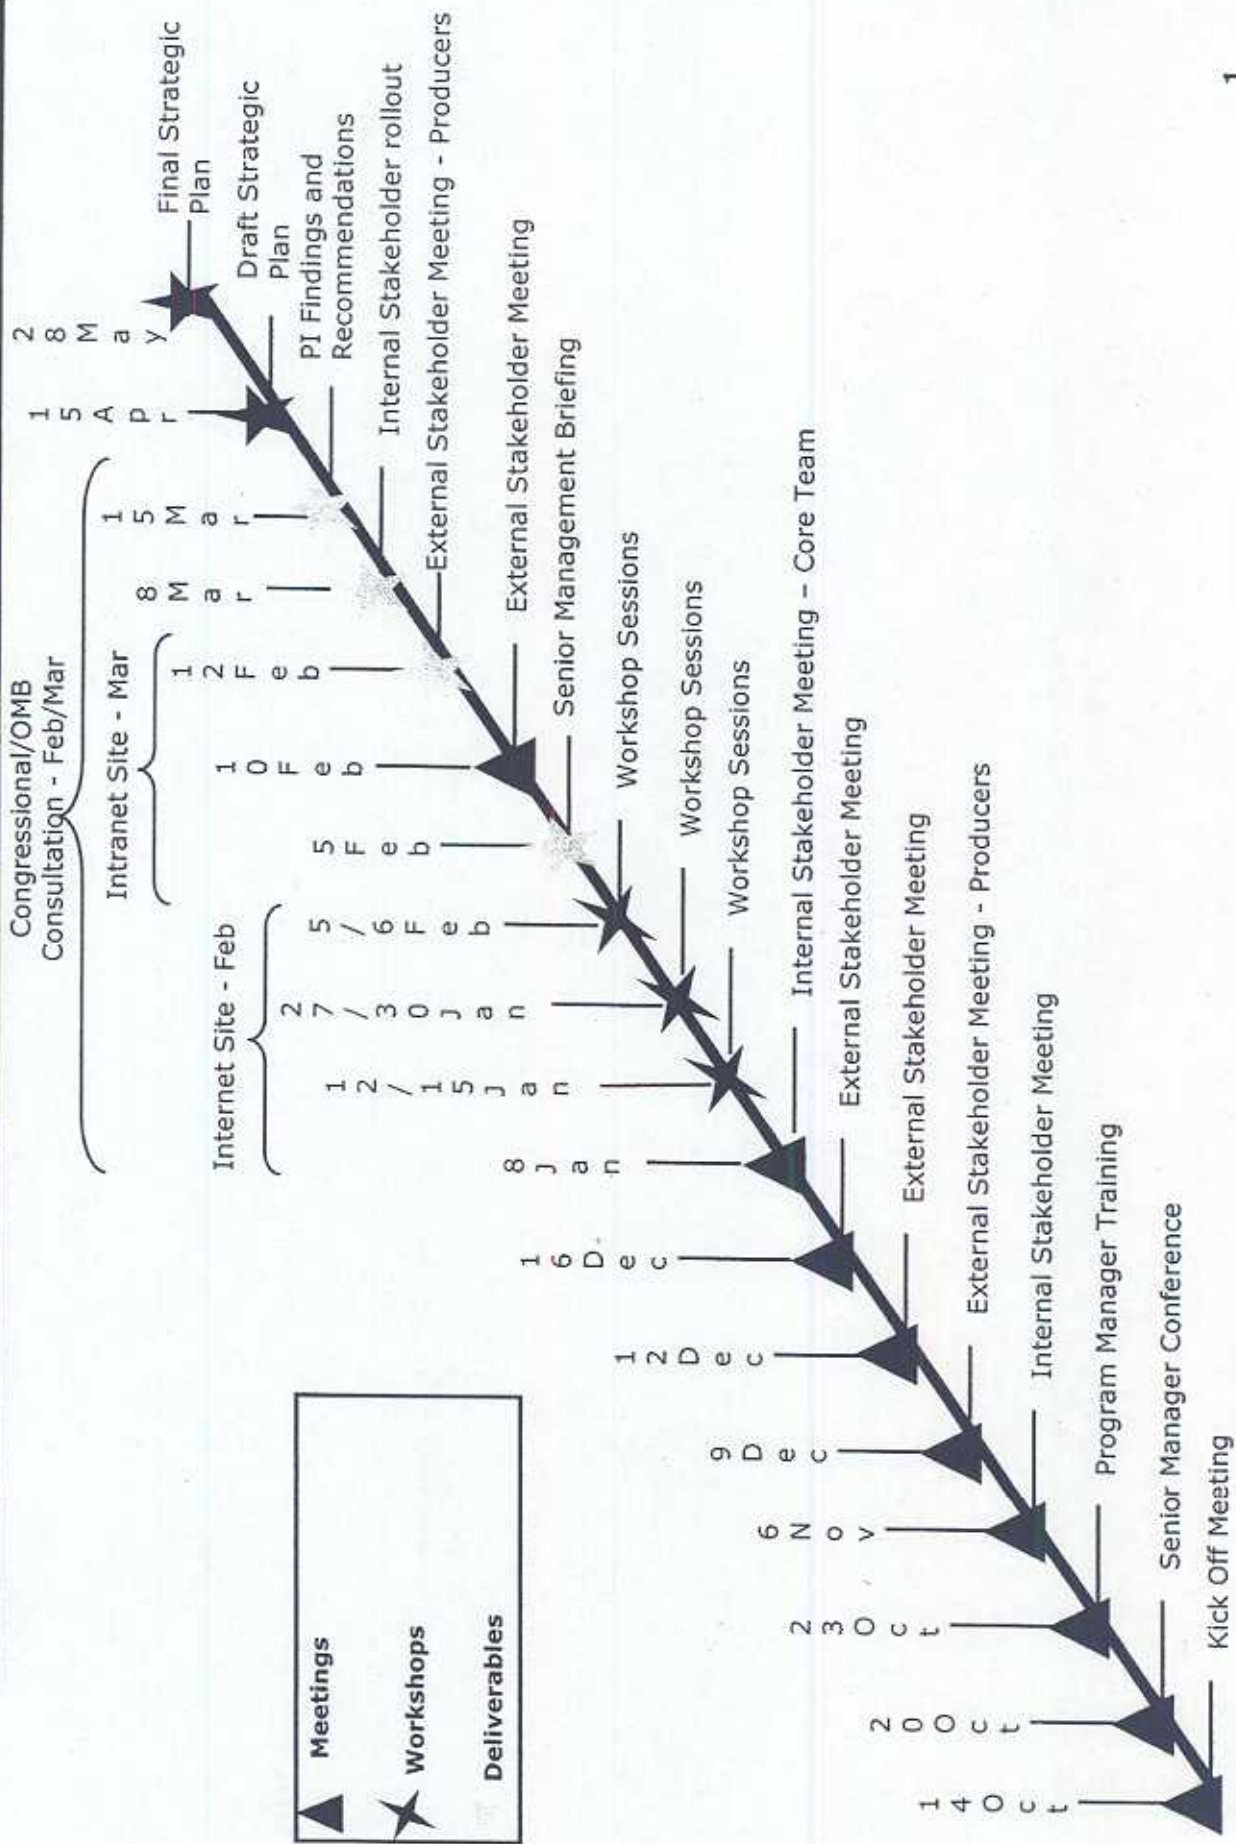 Congressional/OMB
Consultation - Feb/Mar
Intranet Site - Mar
Internet Site - Feb
Meetings
Workshops
Deliverables
14 Oct
Kick Off Meeting
20 Oct
Senior Manager Conference
23 Oct
Program Manager Training
6 Nov
Internal Stakeholder Meeting
9 Dec
External Stakeholder Meeting - Producers
12 Dec
External Stakeholder Meeting
16 Dec
External Stakeholder Meeting
8 Jan
Internal Stakeholder Meeting – Core Team
12/15 Jan
Workshop Sessions
27/30 Jan
Workshop Sessions
5/6 Feb
Workshop Sessions
5 Feb
Senior Management Briefing
10 Feb
External Stakeholder Meeting
12 Feb
External Stakeholder Meeting - Producers
8 Mar
Internal Stakeholder rollout
15 Mar
PI Findings and
Recommendations
15 Apr
Draft Strategic
Plan
28 May
Final Strategic
Plan
1